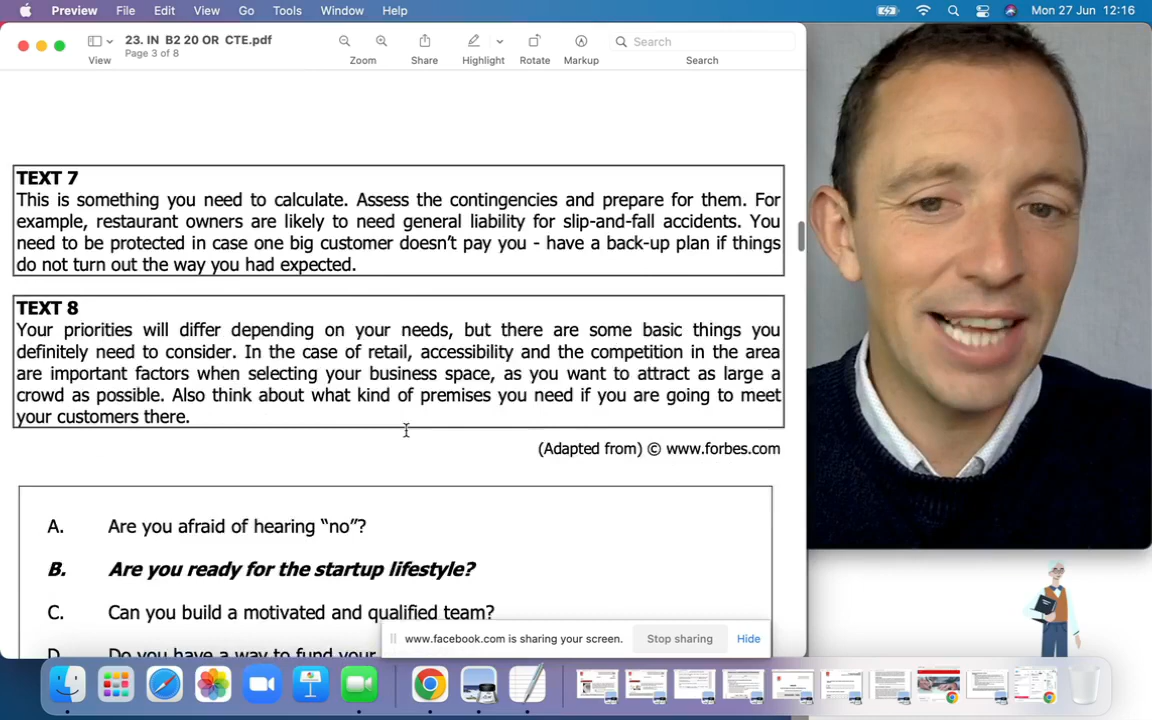 Preview File Edit View Go Tools Window Help
Mon 27 Jun 12:16
23. IN B2 20 OR CTE.pdf
Page 3 of 8
Search
View Zoom Share Highlight Rotate Markup Search
TEXT 7
This is something you need to calculate. Assess the contingencies and prepare for them. For
example, restaurant owners are likely to need general liability for slip-and-fall accidents. You
need to be protected in case one big customer doesn't pay you - have a back-up plan if things
do not turn out the way you had expected.
TEXT 8
Your priorities will differ depending on your needs, but there are some basic things you
definitely need to consider. In the case of retail, accessibility and the competition in the area
are important factors when selecting your business space, as you want to attract as large a
crowd as possible. Also think about what kind of premises you need if you are going to meet
your customers there.
(Adapted from) © www.forbes.com
A. Are you afraid of hearing “no”?
B. Are you ready for the startup lifestyle?
C. Can you build a motivated and qualified team?
D. Do you have a way to fund your
www.facebook.com is sharing your screen. Stop sharing Hide